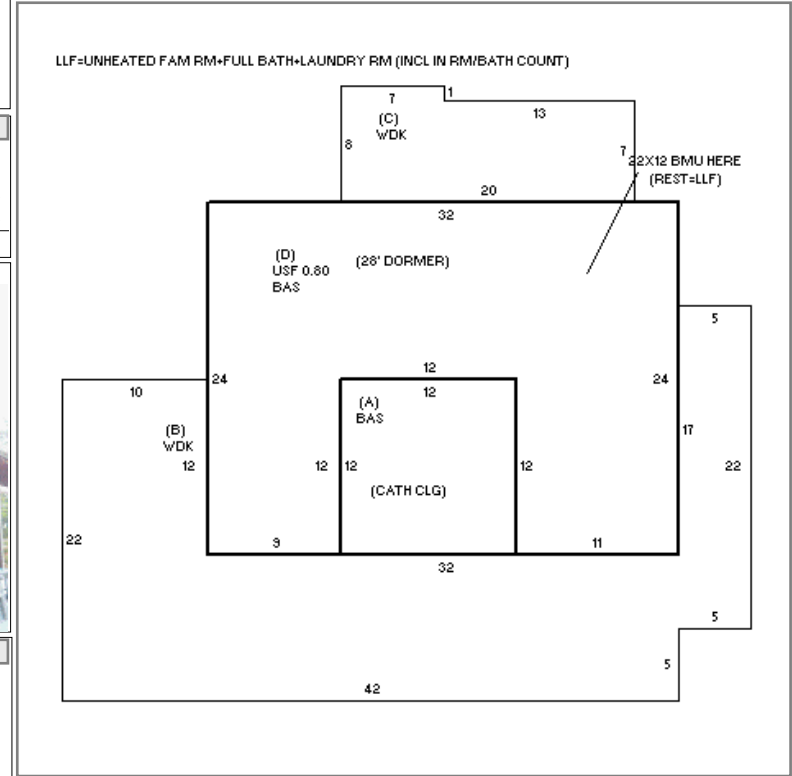 LLF=UNHEATED FAM RM+FULL BATH+LAUNDRY RM (INCL IN RM/BATH COUNT)
7
1
13
(C)
WDK
8
7
22X12 BMU HERE
(REST=LLF)
20
32
(D)
USF 0.80
BAS
(28' DORMER)
5
12
24
24
10
12
(A)
BAS
(B)
WDK
17
12
12
12
12
22
(CATH CLG)
22
9
11
32
5
5
42